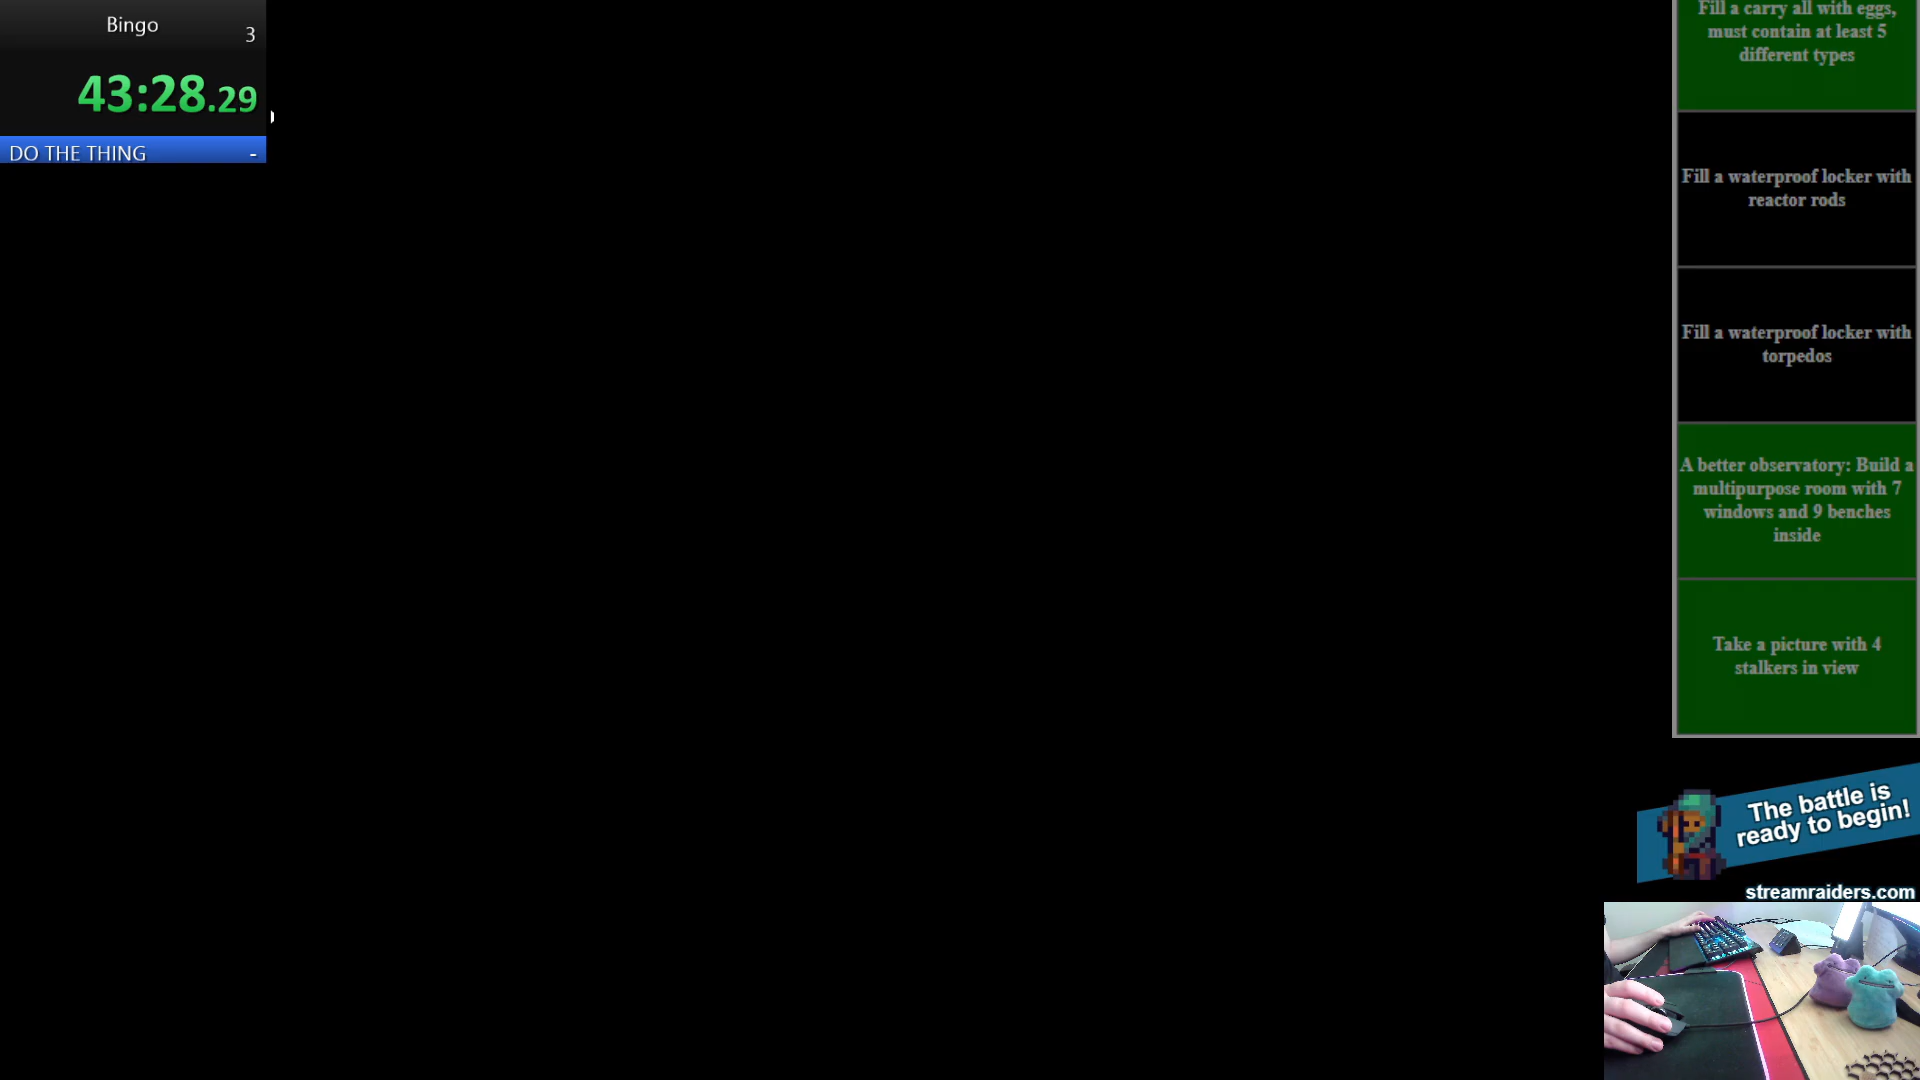 Bingo
3
43:28.29
DO THE THING -
Fill a carry all with eggs,
must contain at least 5
different types
Fill a waterproof locker with
reactor rods
Fill a waterproof locker with
torpedos
A better observatory: Build a
multipurpose room with 7
windows and 9 benches
inside
Take a picture with 4
stalkers in view
The battle is
ready to begin!
streamraiders.com